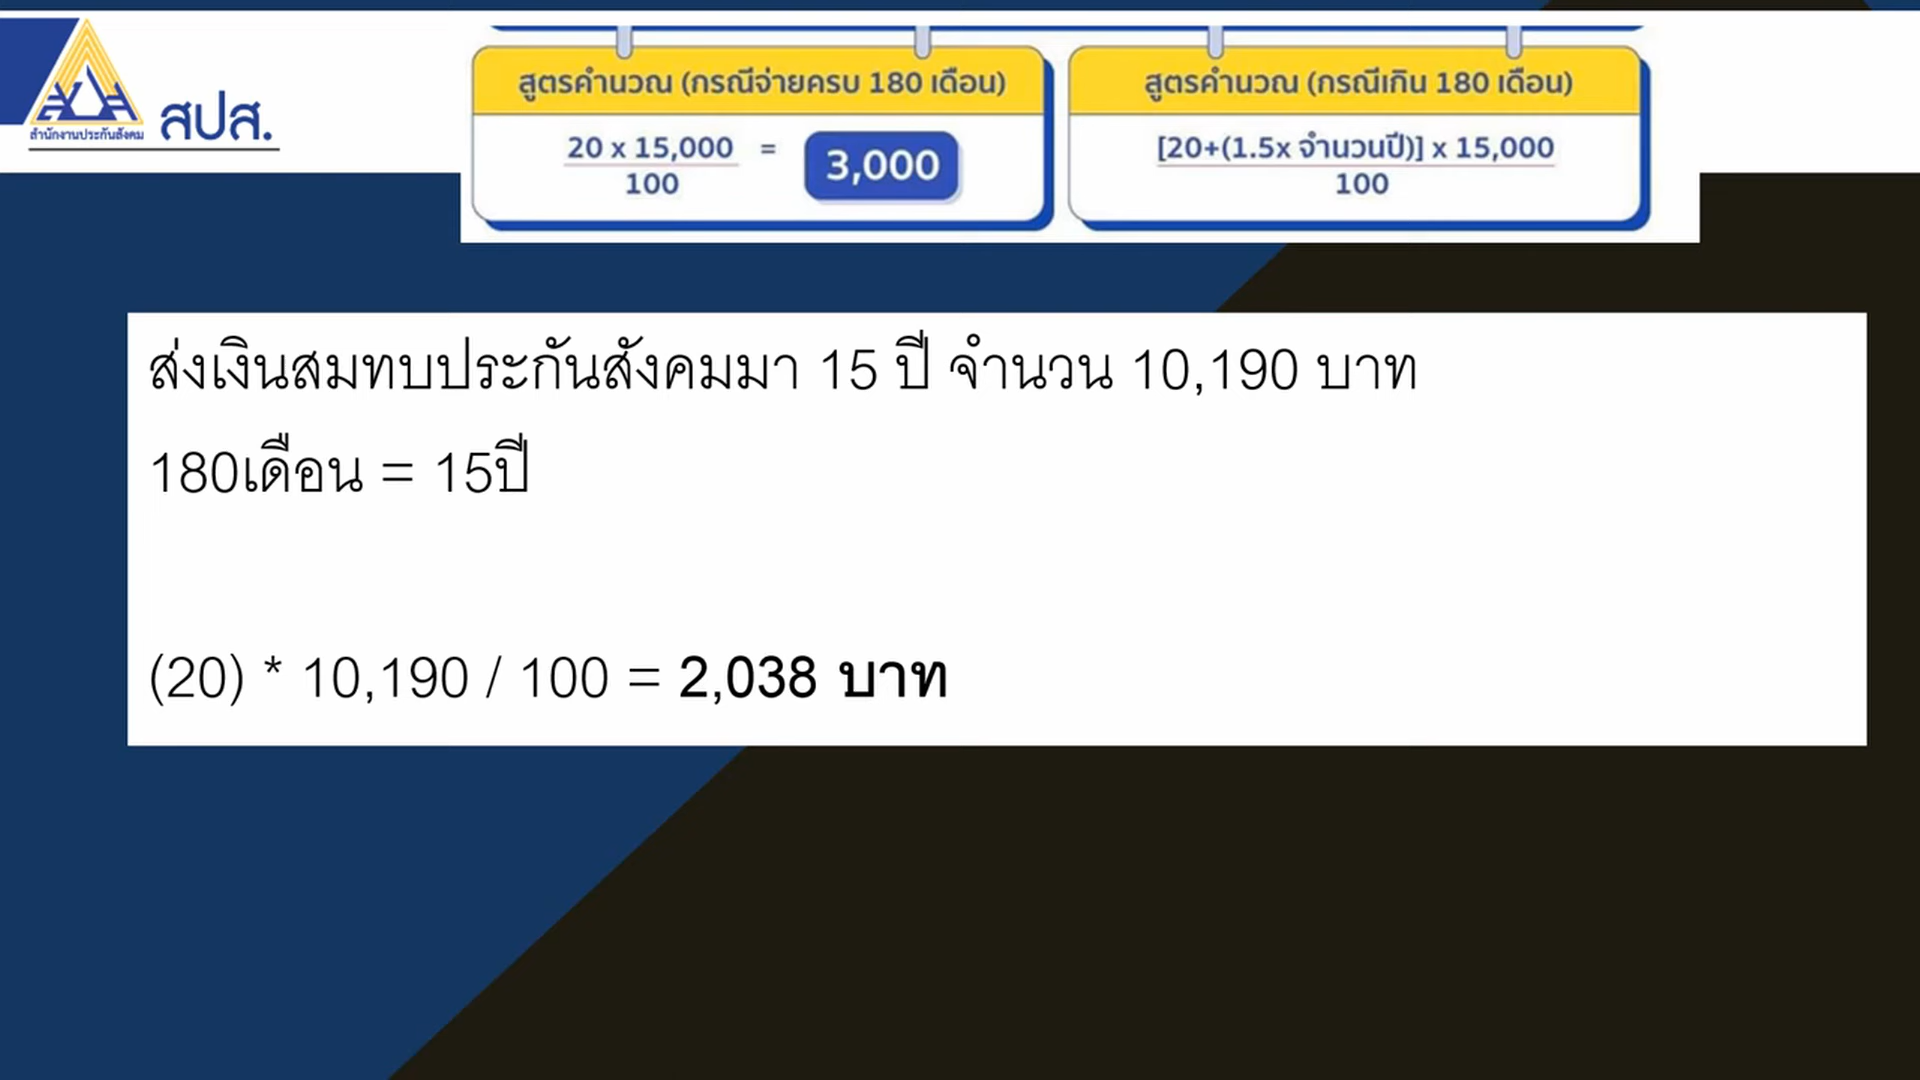 สำนักงานประกันสังคม
สปส.
สูตรคำนวณ (กรณีจ่ายครบ 180 เดือน)
20 x 15,000
100
= 3,000
สูตรคำนวณ (กรณีเกิน 180 เดือน)
[20+(1.5x จำนวนปี)] x 15,000
100
ส่งเงินสมทบประกันสังคมมา 15 ปี จำนวน 10,190 บาท
180เดือน = 15ปี
(20) * 10,190 / 100 = 2,038 บาท